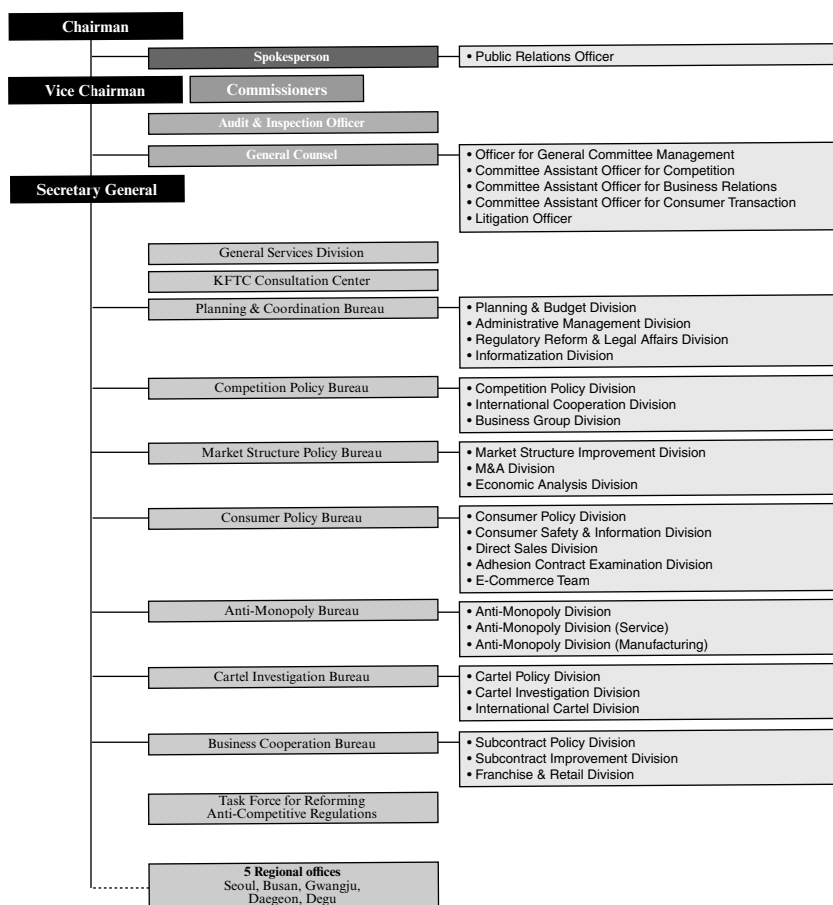 Chairman
Spokesperson
• Public Relations Officer
Vice Chairman
Commissioners
Audit & Inspection Officer
General Counsel
• Officer for General Committee Management
• Committee Assistant Officer for Competition
• Committee Assistant Officer for Business Relations
• Committee Assistant Officer for Consumer Transaction
• Litigation Officer
Secretary General
General Services Division
KFTC Consultation Center
Planning & Coordination Bureau
• Planning & Budget Division
• Administrative Management Division
• Regulatory Reform & Legal Affairs Division
• Informatization Division
Competition Policy Bureau
• Competition Policy Division
• International Cooperation Division
• Business Group Division
Market Structure Policy Bureau
• Market Structure Improvement Division
• M&A Division
• Economic Analysis Division
Consumer Policy Bureau
• Consumer Policy Division
• Consumer Safety & Information Division
• Direct Sales Division
• Adhesion Contract Examination Division
• E-Commerce Team
Anti-Monopoly Bureau
• Anti-Monopoly Division
• Anti-Monopoly Division (Service)
• Anti-Monopoly Division (Manufacturing)
Cartel Investigation Bureau
• Cartel Policy Division
• Cartel Investigation Division
• International Cartel Division
Business Cooperation Bureau
• Subcontract Policy Division
• Subcontract Improvement Division
• Franchise & Retail Division
Task Force for Reforming
Anti-Competitive Regulations
5 Regional offices
Seoul, Busan, Gwangju,
Daegeon, Degu